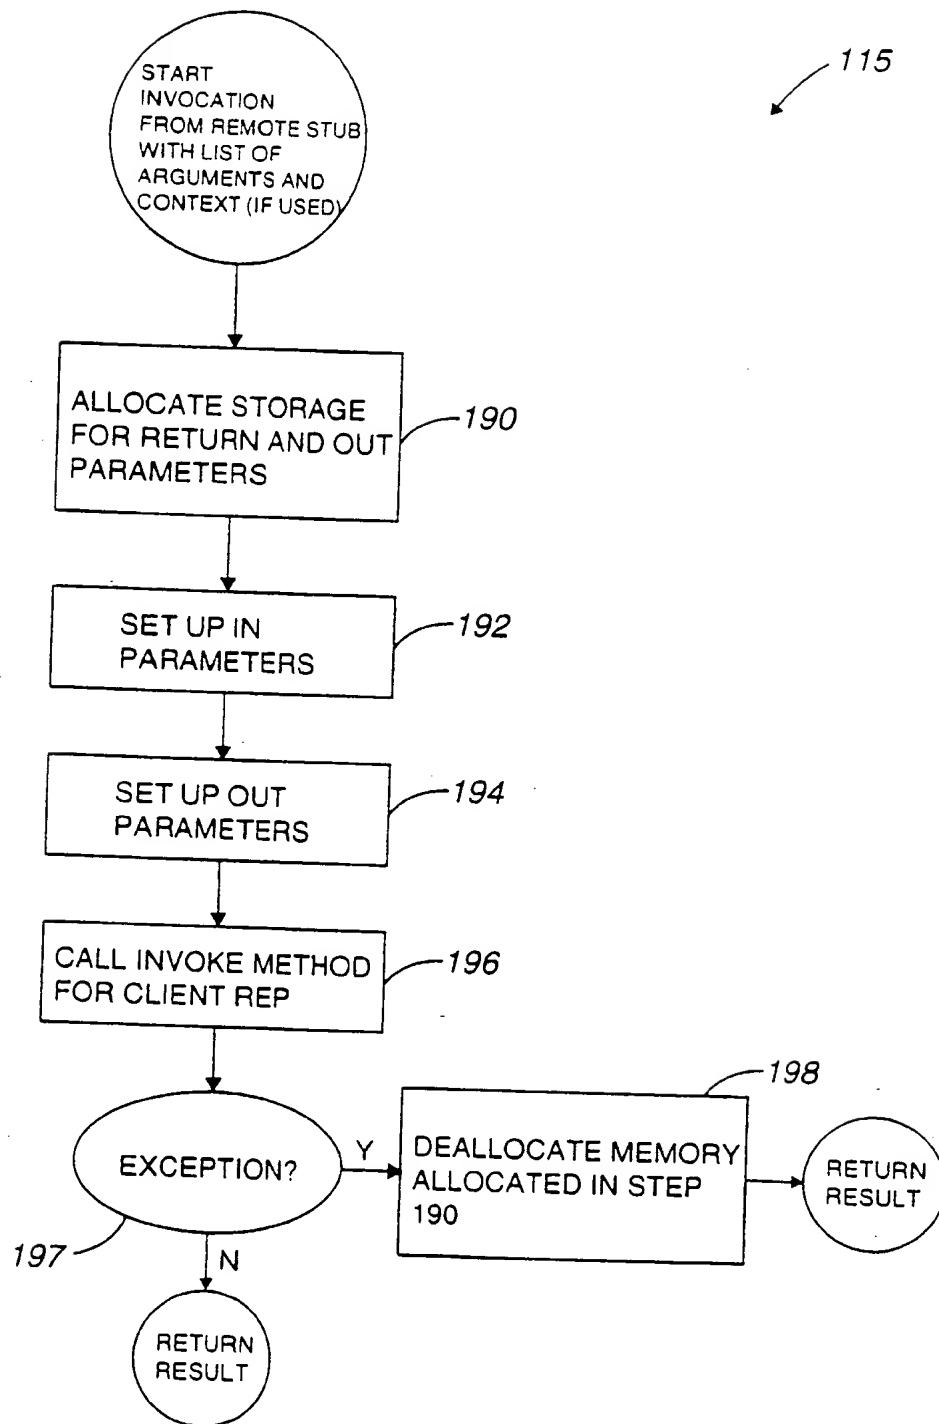 115
START
INVOCATION
FROM REMOTE STUB
WITH LIST OF
ARGUMENTS AND
CONTEXT (IF USED)
ALLOCATE STORAGE
FOR RETURN AND OUT
PARAMETERS
190
SET UP IN
PARAMETERS
192
SET UP OUT
PARAMETERS
194
CALL INVOKE METHOD
FOR CLIENT REP
196
EXCEPTION?
197
Y
198
DEALLOCATE MEMORY
ALLOCATED IN STEP
190
RETURN
RESULT
N
RETURN
RESULT